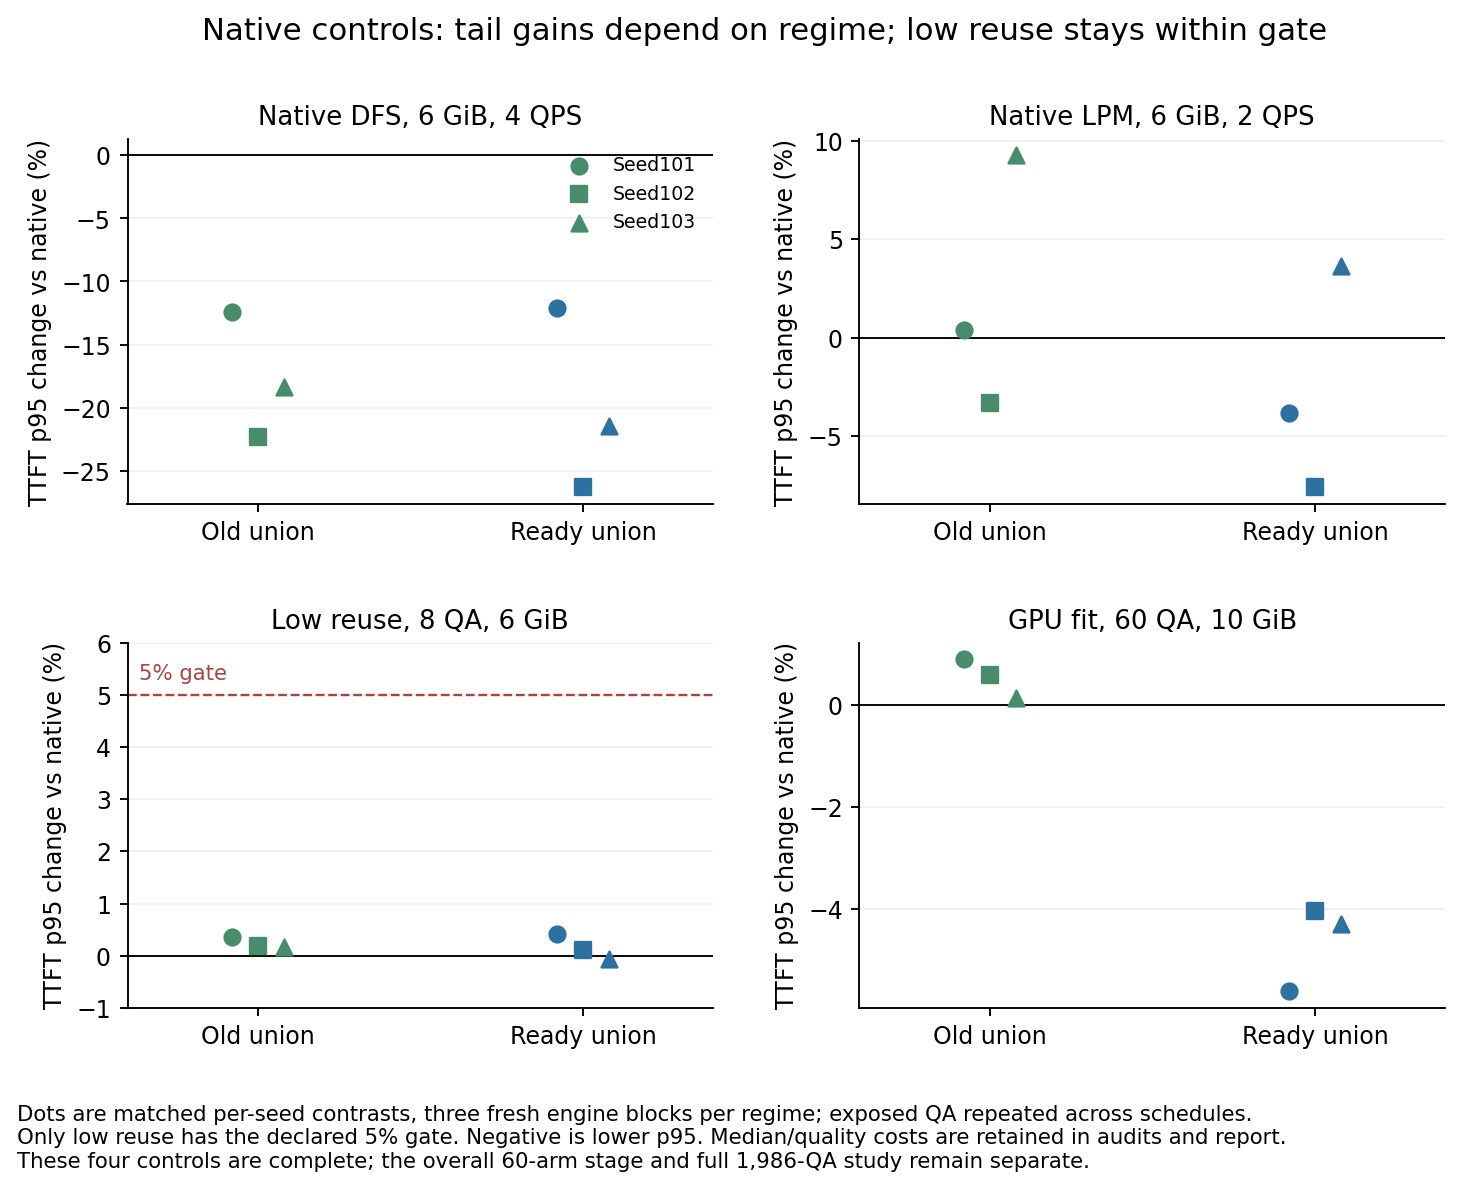 Native controls: tail gains depend on regime; low reuse stays within gate
Native DFS, 6 GiB, 4 QPS
TTFT p95 change vs native (%)
0
−5
−10
−15
−20
−25
Seed101
Seed102
Seed103
Old union
Ready union
Native LPM, 6 GiB, 2 QPS
TTFT p95 change vs native (%)
10
5
0
−5
Old union
Ready union
Low reuse, 8 QA, 6 GiB
TTFT p95 change vs native (%)
6
5
4
3
2
1
0
−1
5% gate
Old union
Ready union
GPU fit, 60 QA, 10 GiB
TTFT p95 change vs native (%)
0
−2
−4
Old union
Ready union
Dots are matched per-seed contrasts, three fresh engine blocks per regime; exposed QA repeated across schedules.
Only low reuse has the declared 5% gate. Negative is lower p95. Median/quality costs are retained in audits and report.
These four controls are complete; the overall 60-arm stage and full 1,986-QA study remain separate.